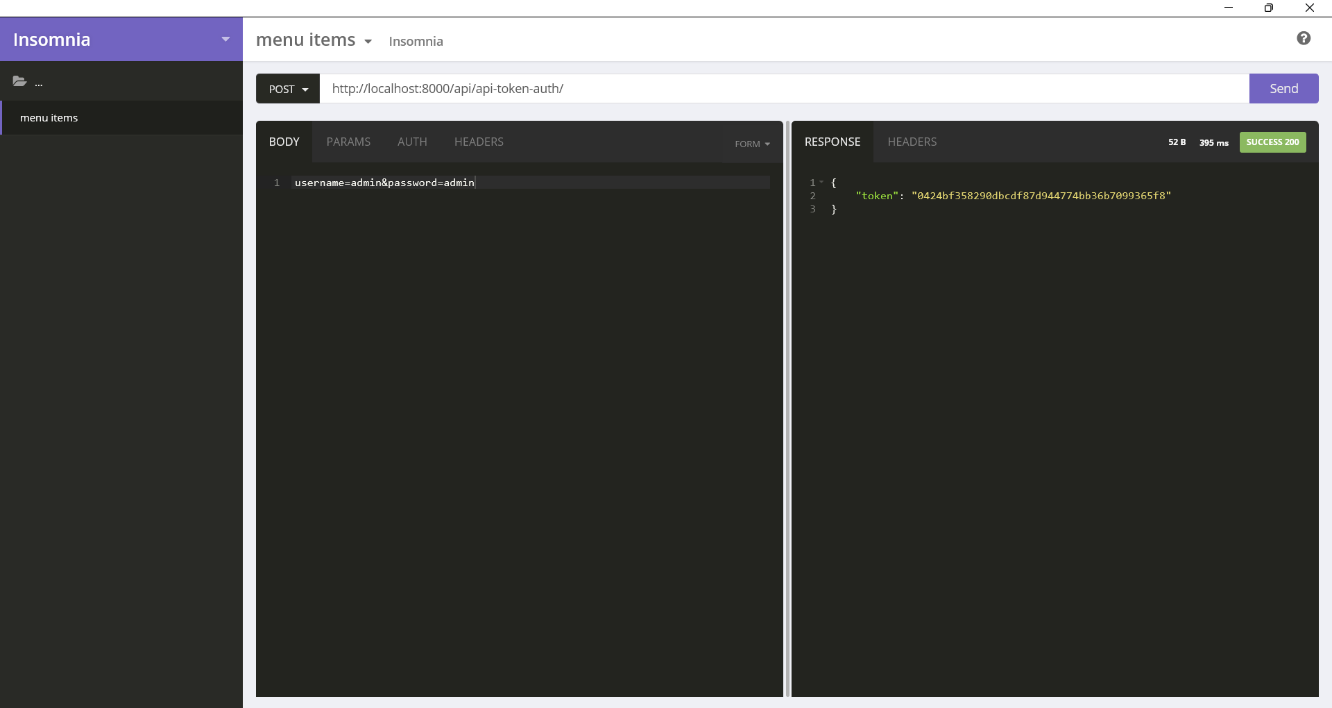 Insomnia
menu items
Insomnia
...
menu items
POST
http://localhost:8000/api/api-token-auth/
Send
BODY PARAMS AUTH HEADERS FORM
1 username=admin&password=admin
RESPONSE HEADERS 52 B 395 ms SUCCESS 200
1 {
2 "token": "0424bf358290dbcdf87d944774bb36b7099365f8"
3 }